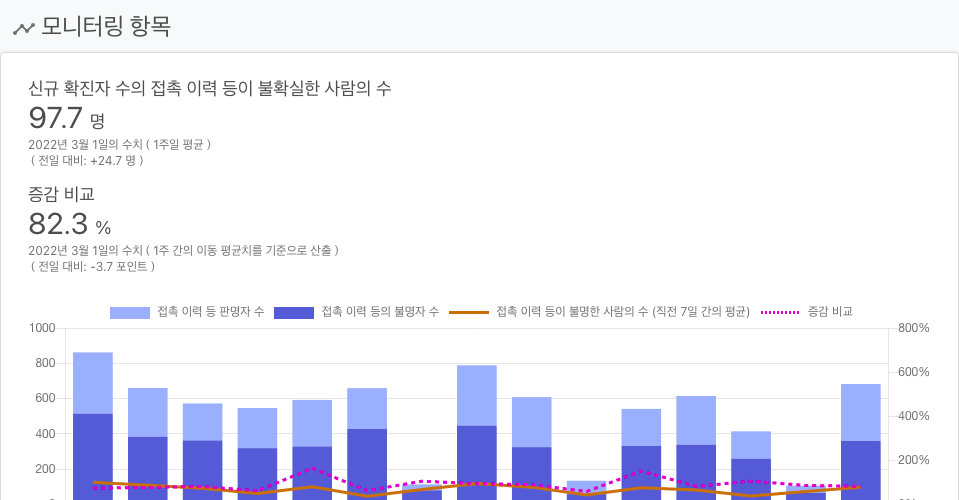 모니터링 항목
신규 확진자 수의 접촉 이력 등이 불확실한 사람의 수
97.7 명
2022년 3월 1일의 수치 ( 1주일 평균 )
( 전일 대비: +24.7 명 )
증감 비교
82.3 %
2022년 3월 1일의 수치 ( 1주 간의 이동 평균치를 기준으로 산출 )
( 전일 대비: -3.7 포인트 )
접촉 이력 등 판명자 수 접촉 이력 등의 불명자 수 접촉 이력 등이 불명한 사람의 수 (직전 7일 간의 평균) 증감 비교
1000 800%
800
600 600%
400 400%
200 200%